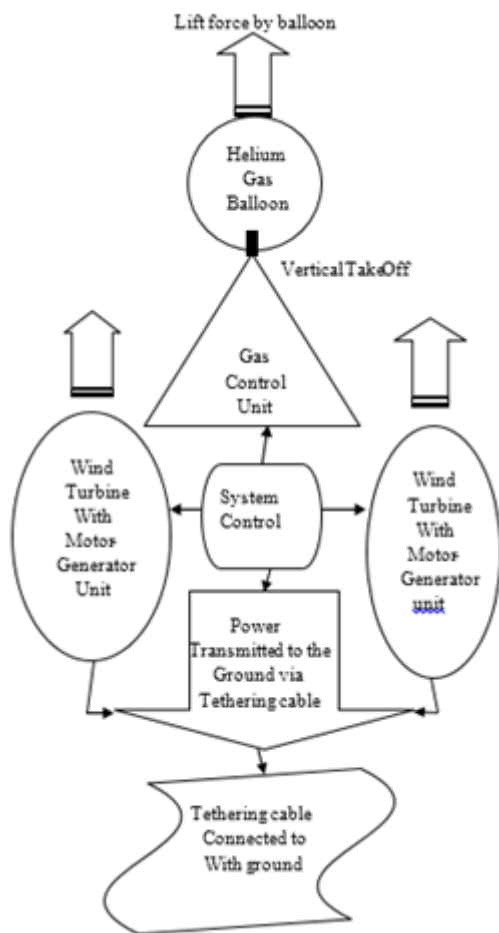 Lift force by balloon
Helium
Gas
Balloon
Vertical TakeOff
Gas
Control
Unit
Wind
Turbine
With
Motor
Generator
Unit
System
Control
Wind
Turbine
With
Motor
Generator
unit
Power
Transmitted to the
Ground via
Tethering cable
Tethering cable
Connected to
With ground